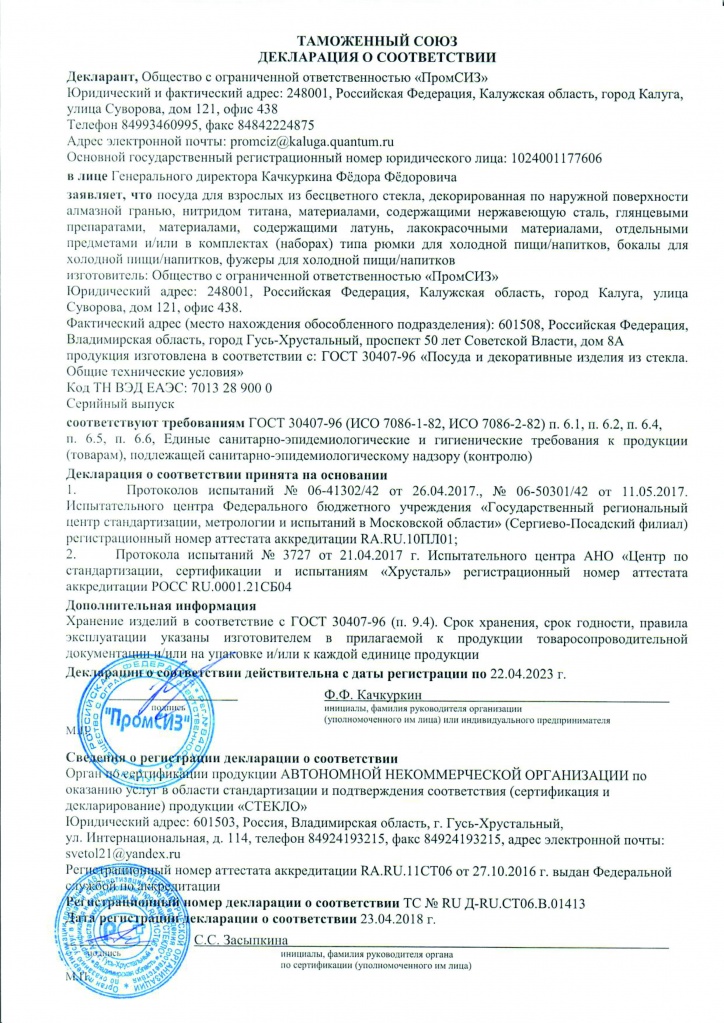 ТАМОЖЕННЫЙ СОЮЗ
ДЕКЛАРАЦИЯ О СООТВЕТСТВИИ
Декларант, Общество с ограниченной ответственностью «ПромСИЗ»
Юридический и фактический адрес: 248001, Российская Федерация, Калужская область, город Калуга,
улица Суворова, дом 121, офис 438
Телефон 84993460995, факс 84842224875
Адрес электронной почты: promciz@kaluga.quantum.ru
Основной государственный регистрационный номер юридического лица: 1024001177606
в лице Генерального директора Качкуркина Фёдора Фёдоровича
заявляет, что посуда для взрослых из бесцветного стекла, декорированная по наружной поверхности
алмазной гранью, нитридом титана, материалами, содержащими нержавеющую сталь, глянцевыми
препаратами, материалами, содержащими латунь, лакокрасочными материалами, отдельными
предметами и/или в комплектах (наборах) типа рюмки для холодной пищи/напитков, бокалы для
холодной пищи/напитков, фужеры для холодной пищи/напитков
изготовитель: Общество с ограниченной ответственностью «ПромСИЗ»
Юридический адрес: 248001, Российская Федерация, Калужская область, город Калуга, улица
Суворова, дом 121, офис 438.
Фактический адрес (место нахождения обособленного подразделения): 601508, Российская Федерация,
Владимирская область, город Гусь-Хрустальный, проспект 50 лет Советской Власти, дом 8А
продукция изготовлена в соответствии с: ГОСТ 30407-96 «Посуда и декоративные изделия из стекла.
Общие технические условия»
Код ТН ВЭД ЕАЭС: 7013 28 900 0
Серийный выпуск
соответствуют требованиям ГОСТ 30407-96 (ИСО 7086-1-82, ИСО 7086-2-82) п. 6.1, п. 6.2, п. 6.4,
п. 6.5, п. 6.6, Единые санитарно-эпидемиологические и гигиенические требования к продукции
(товарам), подлежащей санитарно-эпидемиологическому надзору (контролю)
Декларация о соответствии принята на основании
1. Протоколов испытаний № 06-41302/42 от 26.04.2017., № 06-50301/42 от 11.05.2017.
Испытательного центра Федерального бюджетного учреждения «Государственный региональный
центр стандартизации, метрологии и испытаний в Московской области» (Сергиево-Посадский филиал)
регистрационный номер аттестата аккредитации RA.RU.10ПЛ01;
2. Протокола испытаний № 3727 от 21.04.2017 г. Испытательного центра АНО «Центр по
стандартизации, сертификации и испытаниям «Хрусталь» регистрационный номер аттестата
аккредитации РОСС RU.0001.21СБ04
Дополнительная информация
Хранение изделий в соответствие с ГОСТ 30407-96 (п. 9.4). Срок хранения, срок годности, правила
эксплуатации указаны изготовителем в прилагаемой к продукции товаросопроводительной
документации и/или на упаковке и/или к каждой единице продукции
Декларация о соответствии действительна с даты регистрации по 22.04.2023 г.
Ф.Ф. Качкуркин
подпись
инициалы, фамилия руководителя организации
(уполномоченного им лица) или индивидуального предпринимателя
"ПромСИЗ"
М.П.
Сведения о регистрации декларации о соответствии
Орган по сертификации продукции АВТОНОМНОЙ НЕКОММЕРЧЕСКОЙ ОРГАНИЗАЦИИ по
оказанию услуг в области стандартизации и подтверждения соответствия (сертификация и
декларирование) продукции «СТЕКЛО»
Юридический адрес: 601503, Россия, Владимирская область, г. Гусь-Хрустальный,
ул. Интернациональная, д. 114, телефон 84924193215, факс 84924193215, адрес электронной почты:
svetol21@yandex.ru
Регистрационный номер аттестата аккредитации RA.RU.11СТ06 от 27.10.2016 г. выдан Федеральной
службой по аккредитации
Регистрационный номер декларации о соответствии ТС № RU Д-RU.СТ06.В.01413
Дата регистрации декларации о соответствии 23.04.2018 г.
С.С. Засыпкина
подпись
инициалы, фамилия руководителя органа
по сертификации (уполномоченного им лица)
М.П.